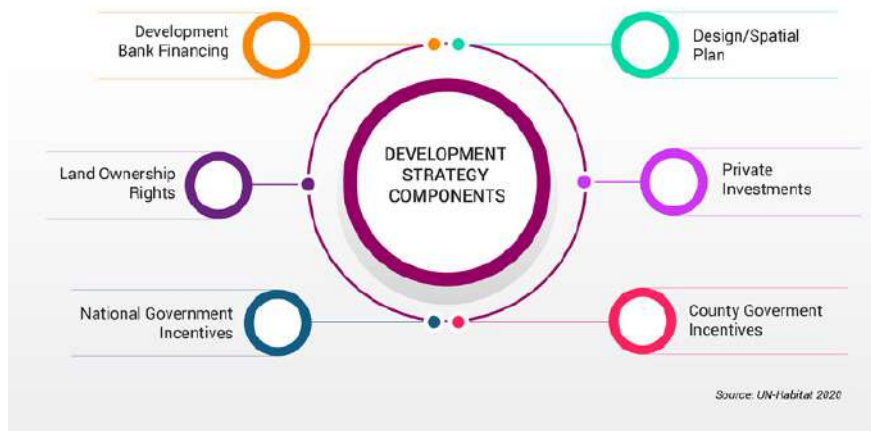 Development
Bank Financing
Design/Spatial
Plan
DEVELOPMENT
STRATEGY
COMPONENTS
Land Ownership
Rights
Private
Investments
National Government
Incentives
County Goverment
Incentives
Source: UN-Habitat 2020